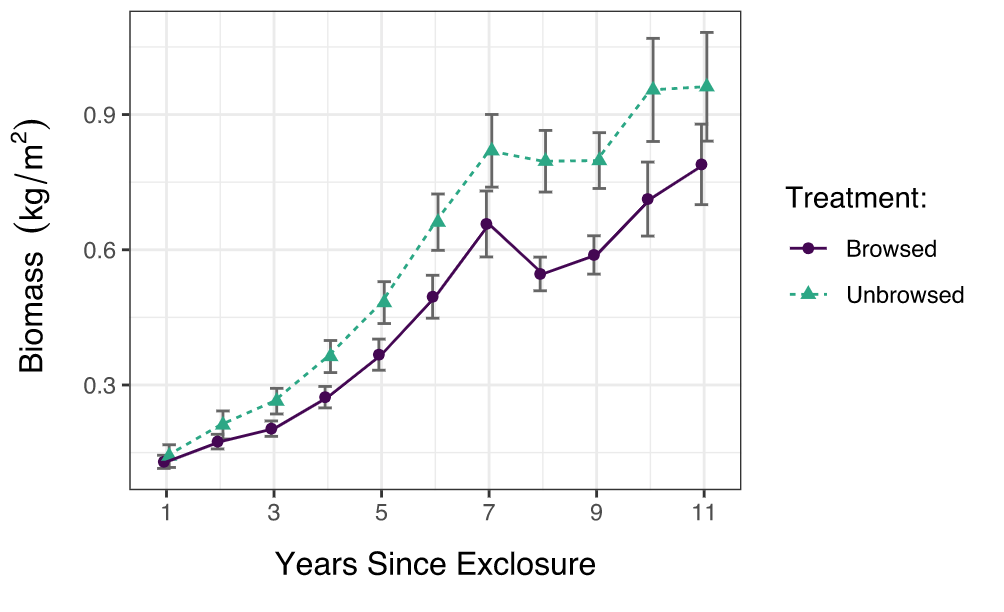 0.9
0.6
0.3
Biomass (kg/m²)
1 3 5 7 9 11
Years Since Exclosure
Treatment:
Browsed
Unbrowsed